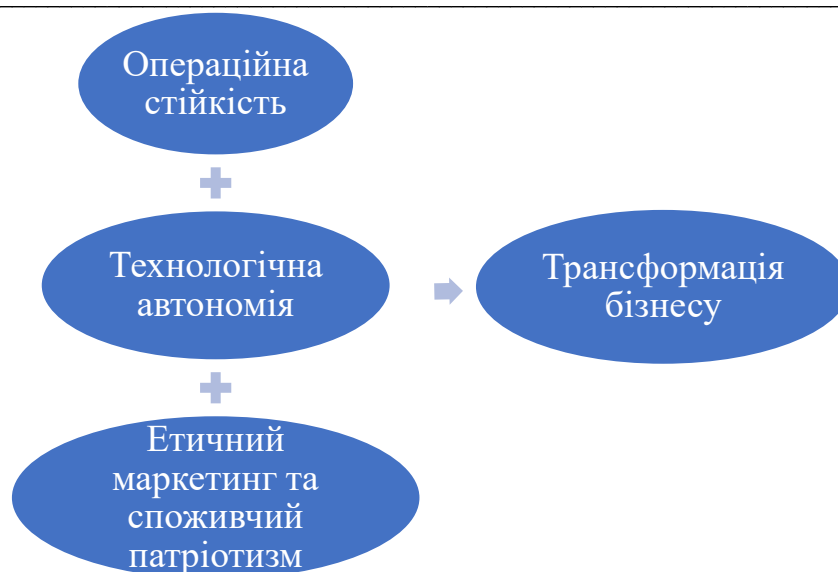 Операційна
стійкість
Технологічна
автономія
Трансформація
бізнесу
Етичний
маркетинг та
споживчий
патріотизм